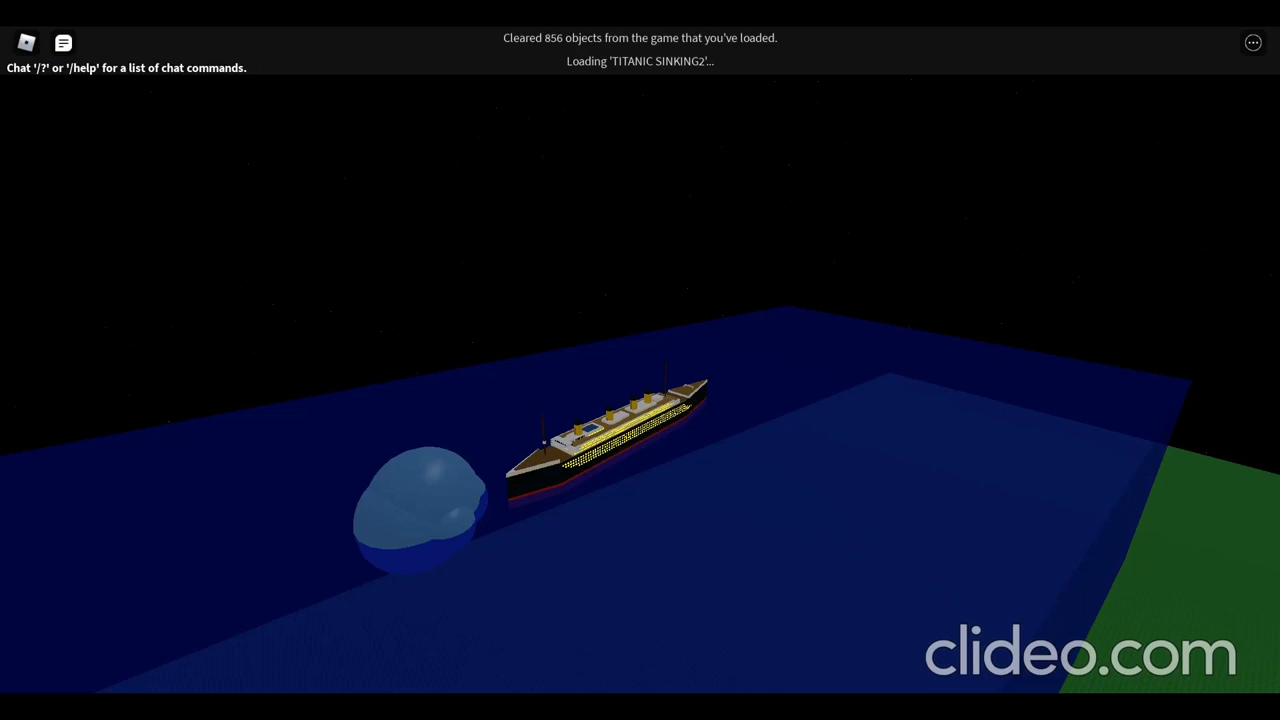 Cleared 856 objects from the game that you've loaded.
Loading 'TITANIC SINKING2'...
Chat '/?' or '/help' for a list of chat commands.
clideo.com